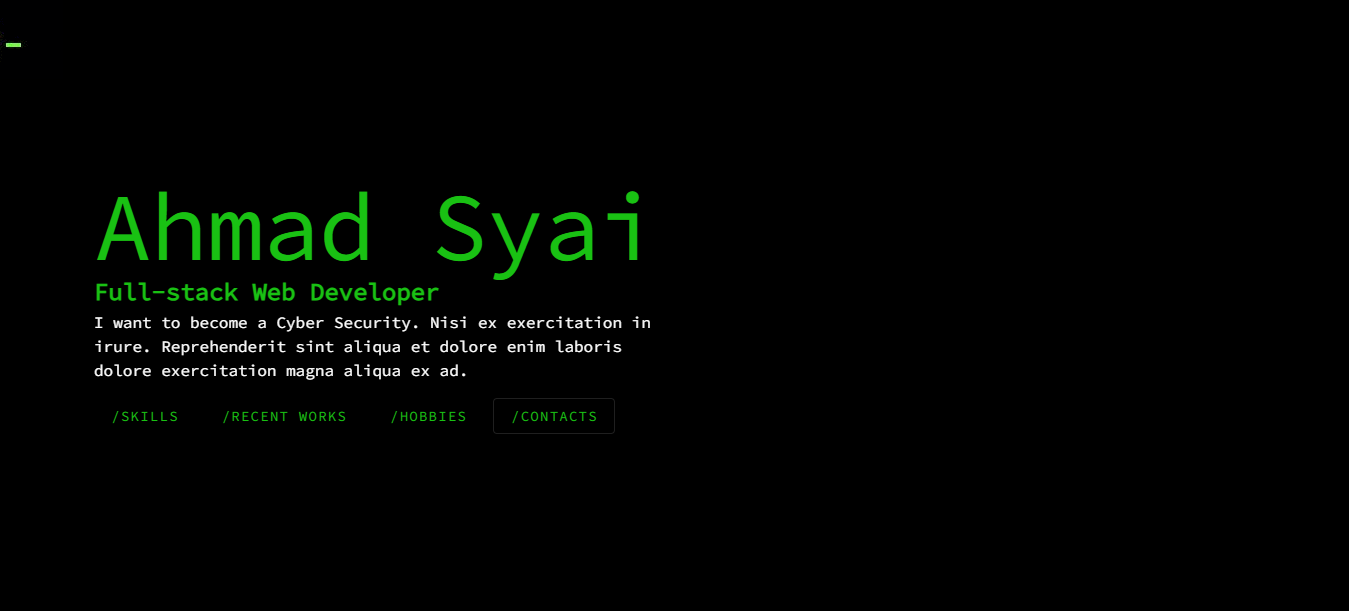 Ahmad Syai
Full-stack Web Developer
I want to become a Cyber Security. Nisi ex exercitation in
irure. Reprehenderit sint aliqua et dolore enim laboris
dolore exercitation magna aliqua ex ad.
/SKILLS /RECENT WORKS /HOBBIES /CONTACTS